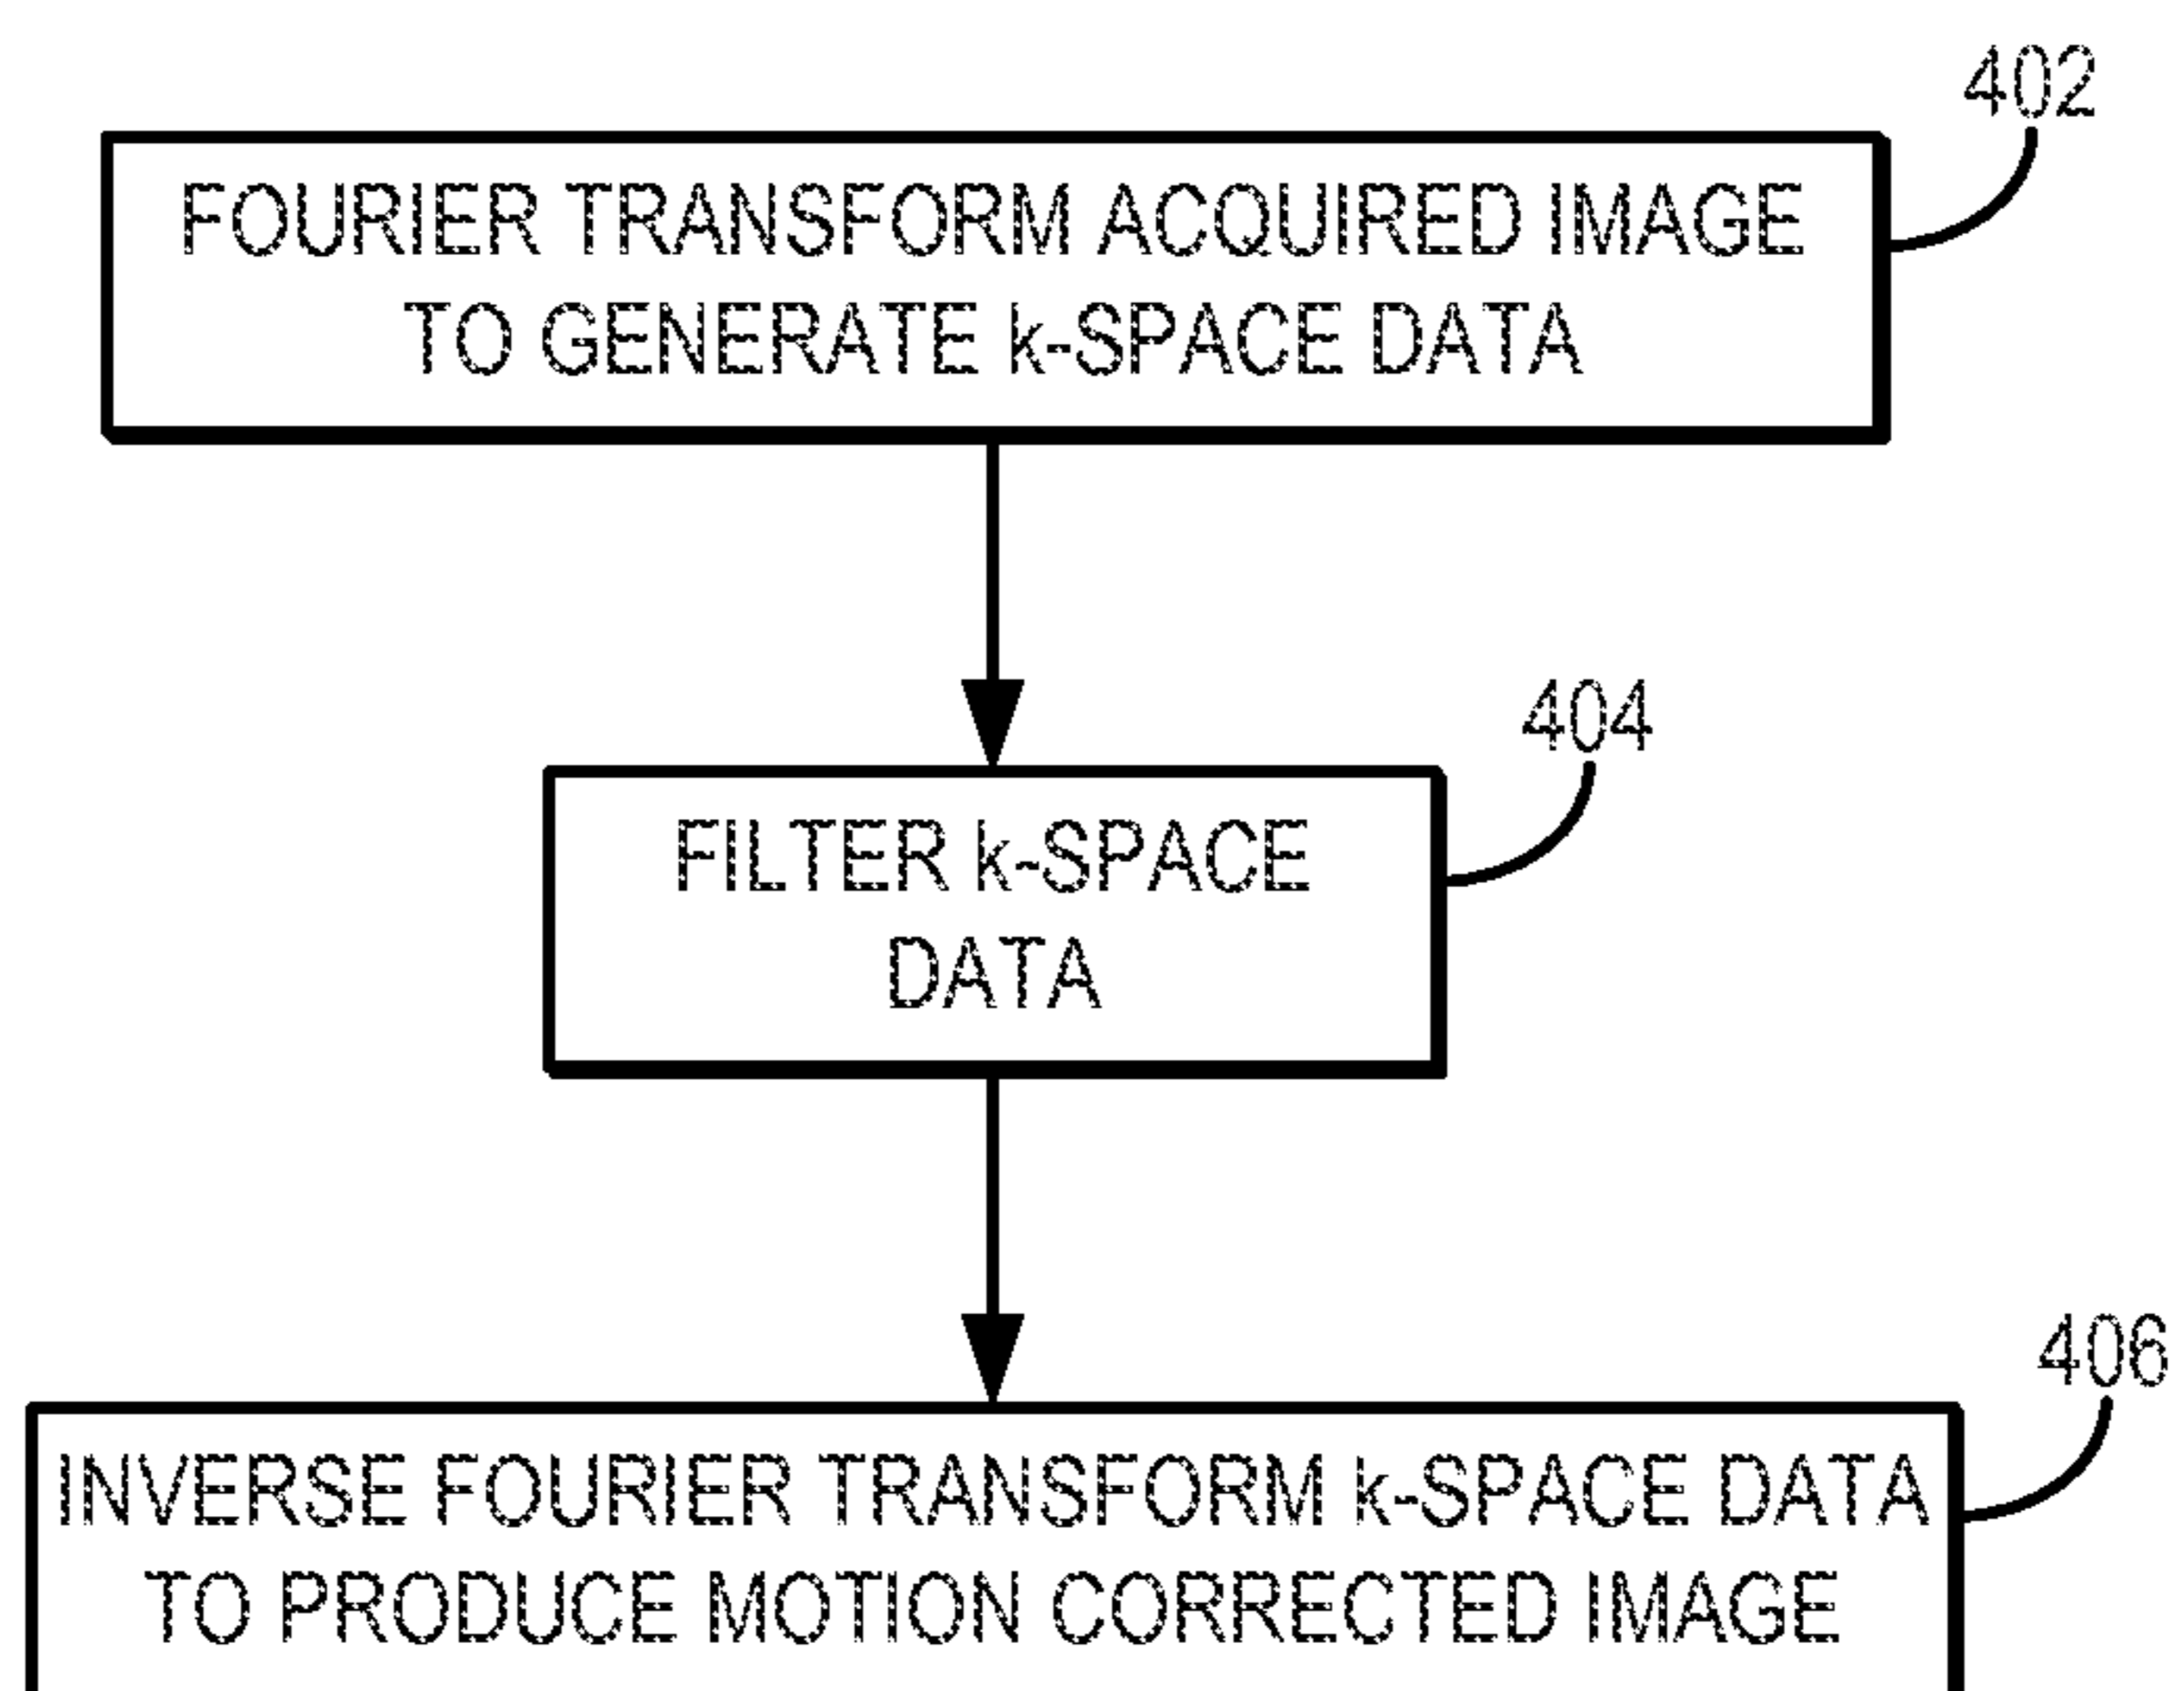 402
FOURIER TRANSFORM ACQUIRED IMAGE
TO GENERATE k-SPACE DATA
404
FILTER k-SPACE
DATA
406
INVERSE FOURIER TRANSFORM k-SPACE DATA
TO PRODUCE MOTION CORRECTED IMAGE